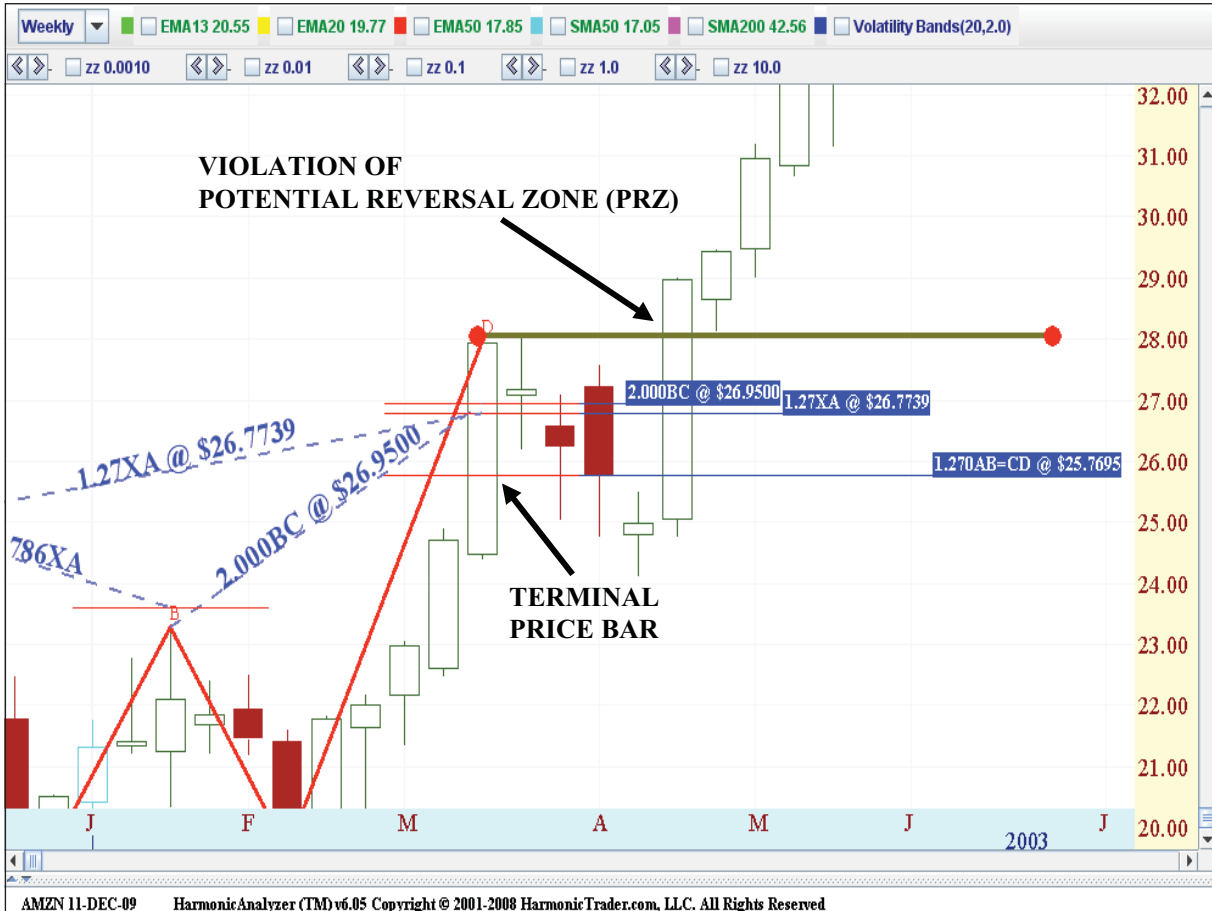 Weekly EMA13 20.55 EMA20 19.77 EMA50 17.85 SMA50 17.05 SMA200 42.56 Volatility Bands(20,2.0)
zz 0.0010 zz 0.01 zz 0.1 zz 1.0 zz 10.0
32.00
VIOLATION OF
POTENTIAL REVERSAL ZONE (PRZ)
31.00
30.00
29.00
D
28.00
2.000BC @ $26.9500
1.27XA @ $26.7739
27.00
1.27XA @ $26.7739
2.000BC @ $26.9500
1.270AB=CD @ $25.7695
26.00
25.00
786XA
TERMINAL
PRICE BAR
24.00
B
23.00
22.00
21.00
20.00
J F M A M J J
2003
AMZN 11-DEC-09 HarmonicAnalyzer (TM) v6.05 Copyright © 2001-2008 HarmonicTrader.com, LLC. All Rights Reserved